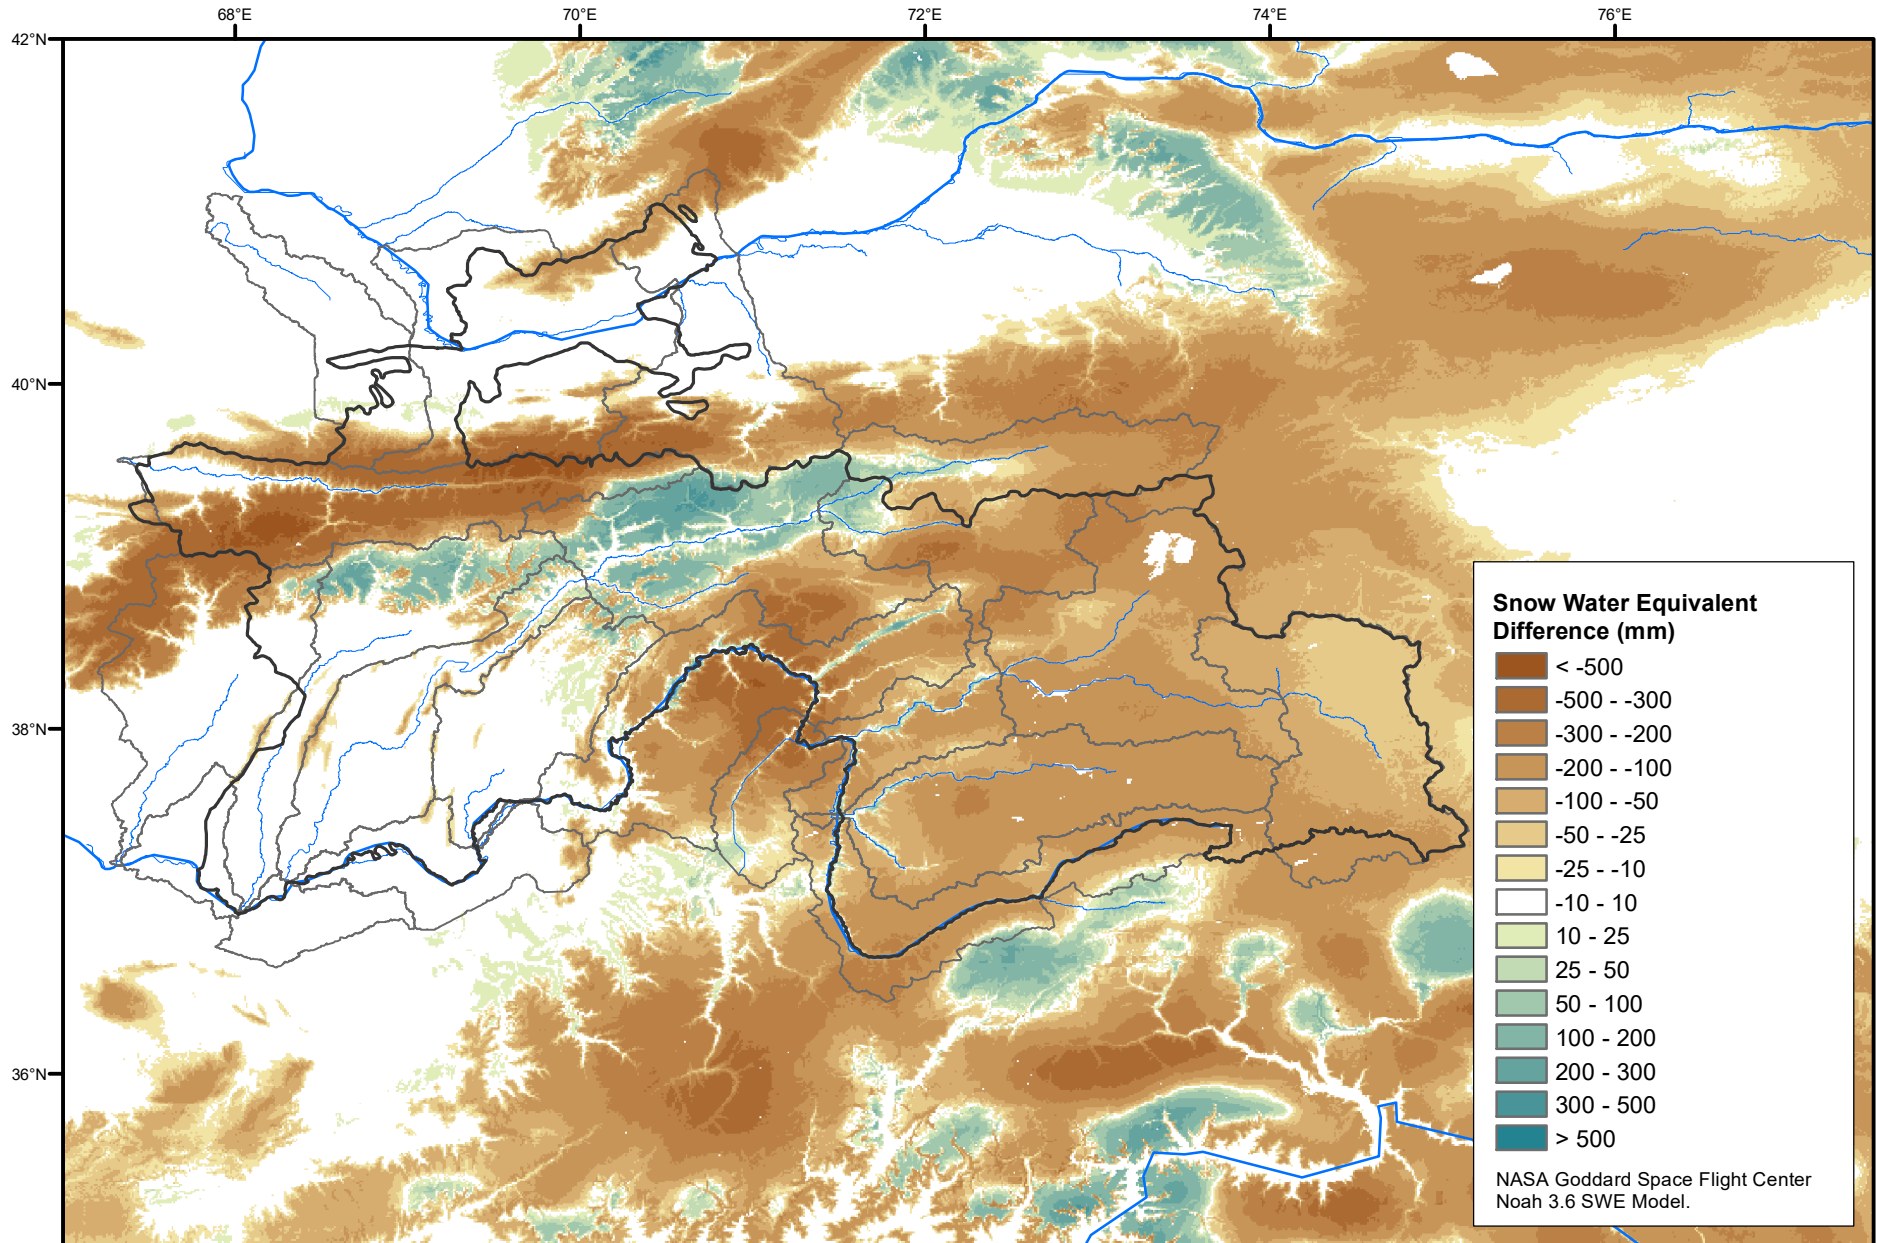 68°E
70°E
72°E
74°E
76°E
42°N
40°N
38°N
36°N
Snow Water Equivalent
Difference (mm)
< -500
-500 - -300
-300 - -200
-200 - -100
-100 - -50
-50 - -25
-25 - -10
-10 - 10
10 - 25
25 - 50
50 - 100
100 - 200
200 - 300
300 - 500
> 500
NASA Goddard Space Flight Center
Noah 3.6 SWE Model.